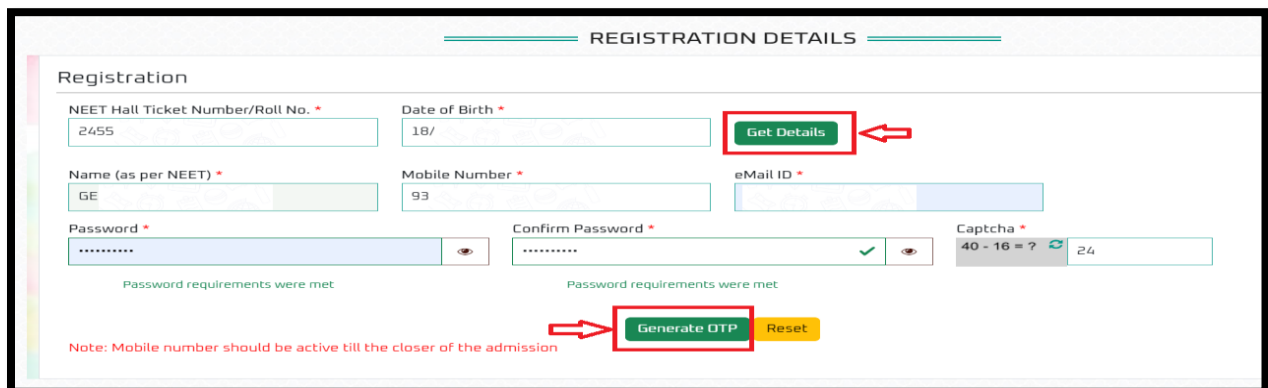 REGISTRATION DETAILS
Registration
NEET Hall Ticket Number/Roll No. * Date of Birth *
2455 18/ Get Details
Name (as per NEET) * Mobile Number * eMail ID *
GE 93
Password * Confirm Password * Captcha *
•••••••••• •••••••••• 40 - 16 = ? 24
Password requirements were met Password requirements were met
Generate OTP Reset
Note: Mobile number should be active till the closer of the admission